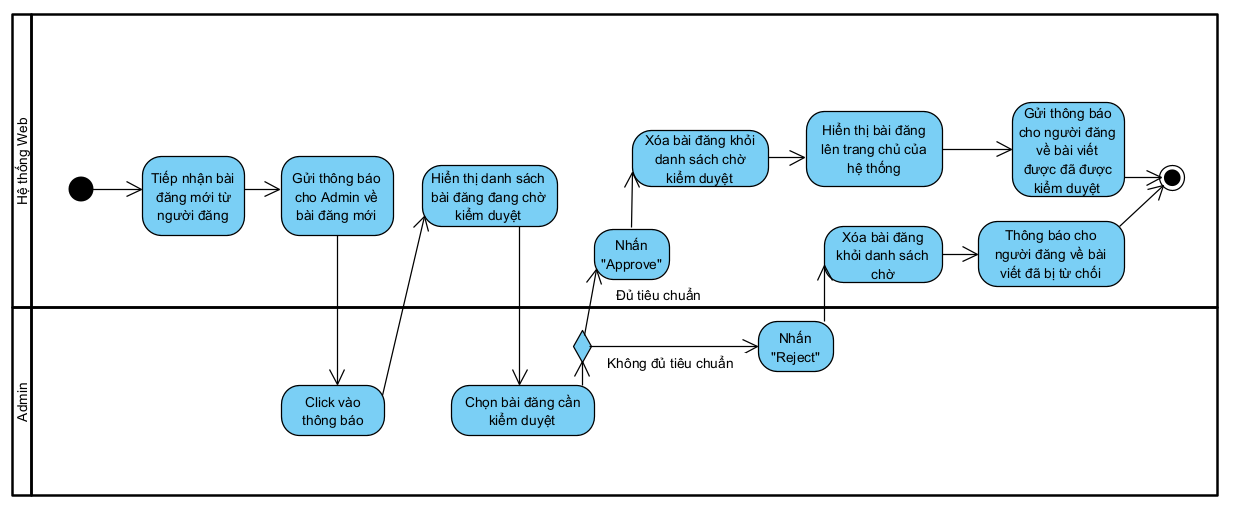 Hệ thống Web
Tiếp nhận bài
đăng mới từ
người đăng
Gửi thông báo
cho Admin về
bài đăng mới
Hiển thị danh sách
bài đăng đang chờ
kiểm duyệt
Nhấn
"Approve"
Xóa bài đăng khỏi
danh sách chờ
kiểm duyệt
Hiển thị bài đăng
lên trang chủ của
hệ thống
Gửi thông báo
cho người đăng
về bài viết
được đã được
kiểm duyệt
Xóa bài đăng
khỏi danh sách
chờ
Thông báo cho
người đăng về bài
viết đã bị từ chối
Đủ tiêu chuẩn
Admin
Click vào
thông báo
Chọn bài đăng cần
kiểm duyệt
Không đủ tiêu chuẩn
Nhấn
"Reject"